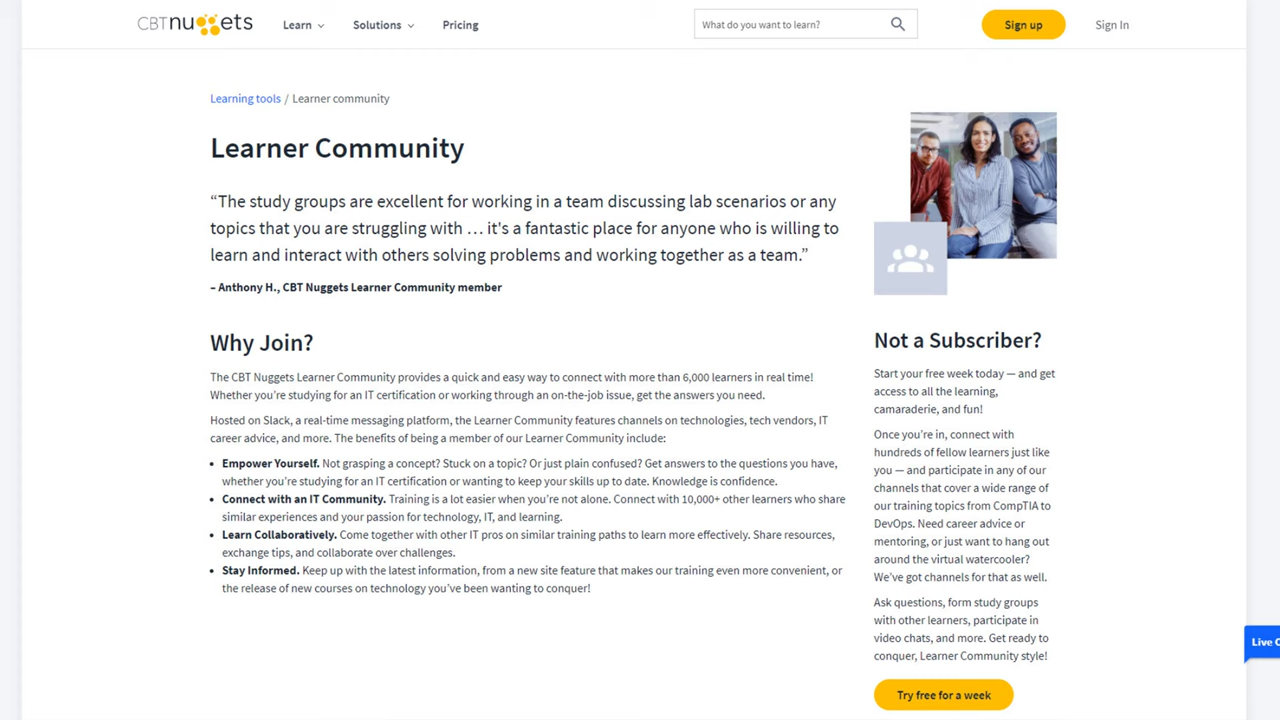 CBTnuggets
Learn
Solutions
Pricing
What do you want to learn?
Sign up
Sign In
Learning tools / Learner community
Learner Community
“The study groups are excellent for working in a team discussing lab scenarios or any
topics that you are struggling with … it's a fantastic place for anyone who is willing to
learn and interact with others solving problems and working together as a team.”
– Anthony H., CBT Nuggets Learner Community member
Why Join?
The CBT Nuggets Learner Community provides a quick and easy way to connect with more than 6,000 learners in real time!
Whether you’re studying for an IT certification or working through an on-the-job issue, get the answers you need.
Hosted on Slack, a real-time messaging platform, the Learner Community features channels on technologies, tech vendors, IT
career advice, and more. The benefits of being a member of our Learner Community include:
• Empower Yourself. Not grasping a concept? Stuck on a topic? Or just plain confused? Get answers to the questions you have,
whether you’re studying for an IT certification or wanting to keep your skills up to date. Knowledge is confidence.
• Connect with an IT Community. Training is a lot easier when you’re not alone. Connect with 10,000+ other learners who share
similar experiences and your passion for technology, IT, and learning.
• Learn Collaboratively. Come together with other IT pros on similar training paths to learn more effectively. Share resources,
exchange tips, and collaborate over challenges.
• Stay Informed. Keep up with the latest information, from a new site feature that makes our training even more convenient, or
the release of new courses on technology you’ve been wanting to conquer!
Not a Subscriber?
Start your free week today — and get
access to all the learning,
camaraderie, and fun!
Once you’re in, connect with
hundreds of fellow learners just like
you — and participate in any of our
channels that cover a wide range of
our training topics from CompTIA to
DevOps. Need career advice or
mentoring, or just want to hang out
around the virtual watercooler?
We’ve got channels for that as well.
Ask questions, form study groups
with other learners, participate in
video chats, and more. Get ready to
conquer, Learner Community style!
Try free for a week
Live